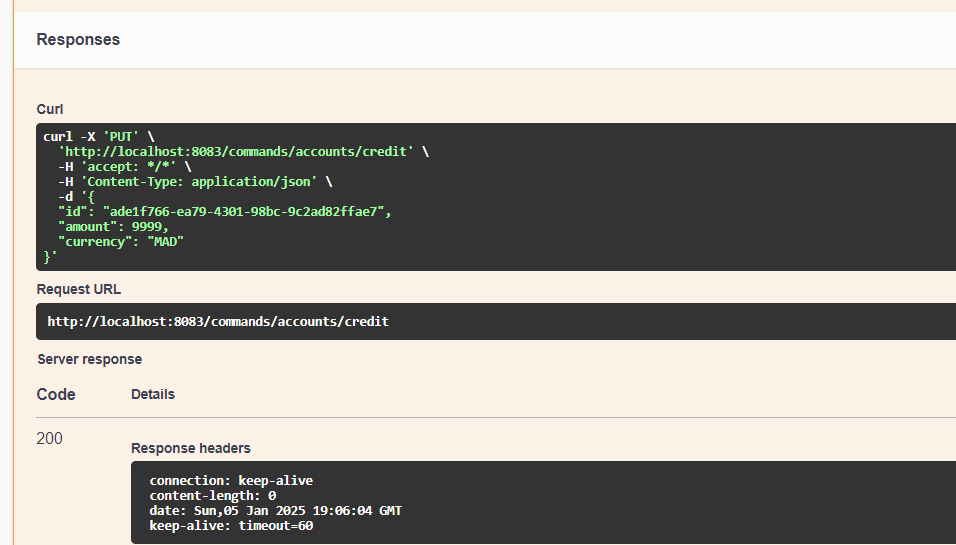 Responses
Curl
curl -X 'PUT' \
  'http://localhost:8083/commands/accounts/credit' \
  -H 'accept: */*' \
  -H 'Content-Type: application/json' \
  -d '{
  "id": "ade1f766-ea79-4301-98bc-9c2ad82ffae7",
  "amount": 9999,
  "currency": "MAD"
}'
Request URL
http://localhost:8083/commands/accounts/credit
Server response
Code Details
200
Response headers
connection: keep-alive
content-length: 0
date: Sun,05 Jan 2025 19:06:04 GMT
keep-alive: timeout=60